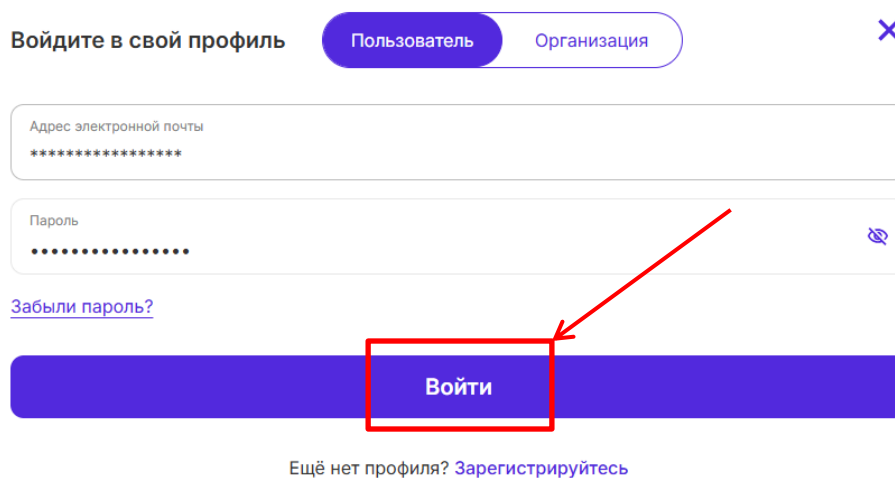 Войдите в свой профиль
Пользователь
Организация
Адрес электронной почты
*****************
Пароль
••••••••••••••••
Забыли пароль?
Войти
Ещё нет профиля? Зарегистрируйтесь